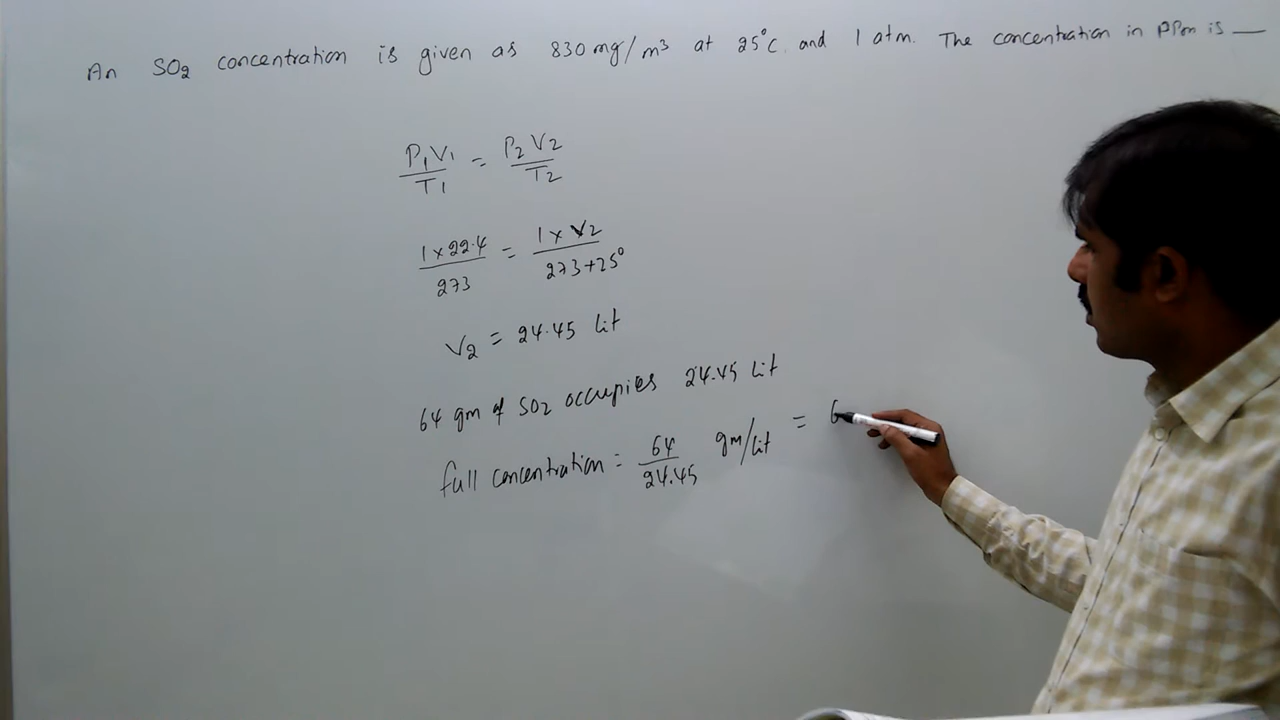 An SO2 concentration is given as 830 mg/m³ at 25°c and 1 atm. The concentration in PPm is __
P1V1/T1 = P2V2/T2
1×22.4/273 = 1×V2/273+25°
V2 = 24.45 lit
64 gm of SO2 occupies 24.45 Lit
full concentration = 64/24.45 gm/lit = 6